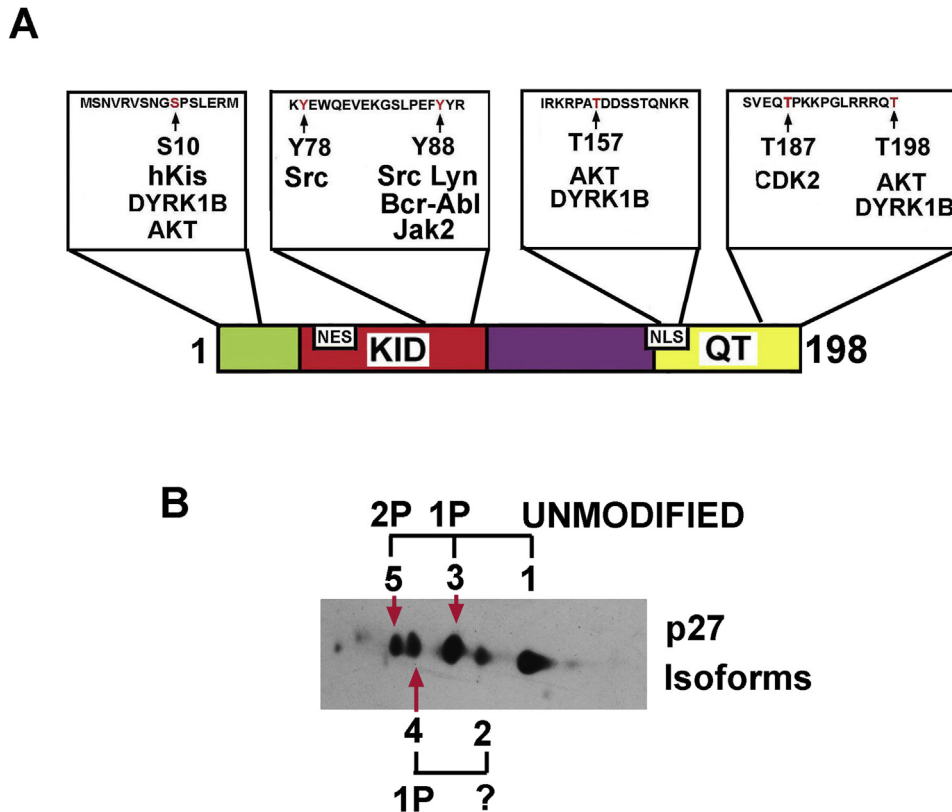 A
MSNVRVSNGSPSLERM
S10
hKis
DYRK1B
AKT
KYEWQEVEKGSLPEFYYR
Y78
Src
Y88
Src Lyn
Bcr-Abl
Jak2
IRKRPATDDSSTQNKR
T157
AKT
DYRK1B
SVEQTPKKPGLRRRQT
T187
CDK2
T198
AKT
DYRK1B
1
NES
KID
NLS
QT
198
B
2P 1P UNMODIFIED
5 3 1
p27
Isoforms
4 2
1P ?